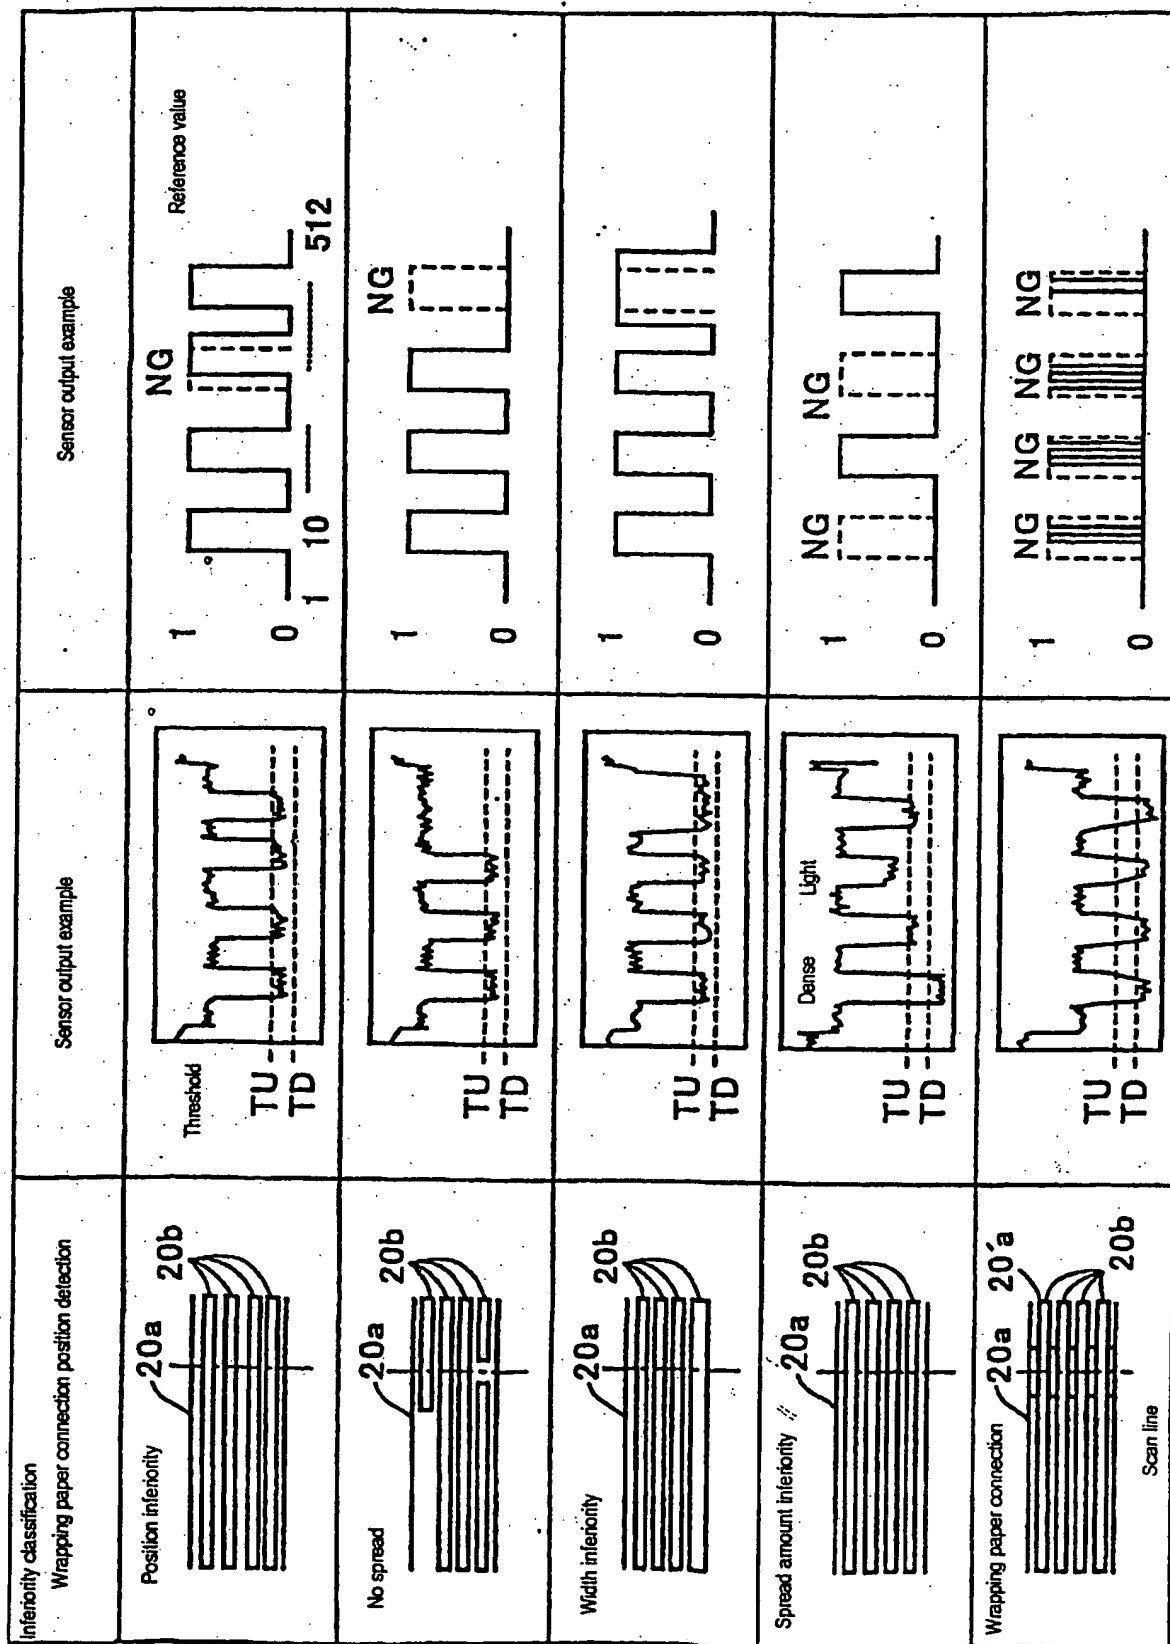 Inferiority classification
Wrapping paper connection position detection
Sensor output example
Sensor output example
Position inferiority
20a
20b
Threshold
TU
TD
1
0
NG
Reference value
1
10
512
No spread
20a
20b
TU
TD
1
0
NG
Width inferiority
20a
20b
TU
TD
1
0
Spread amount inferiority
20a
20b
Dense
Light
TU
TD
1
0
NG
NG
Wrapping paper connection
20a
20'a
20b
Scan line
TU
TD
1
0
NG
NG
NG
NG